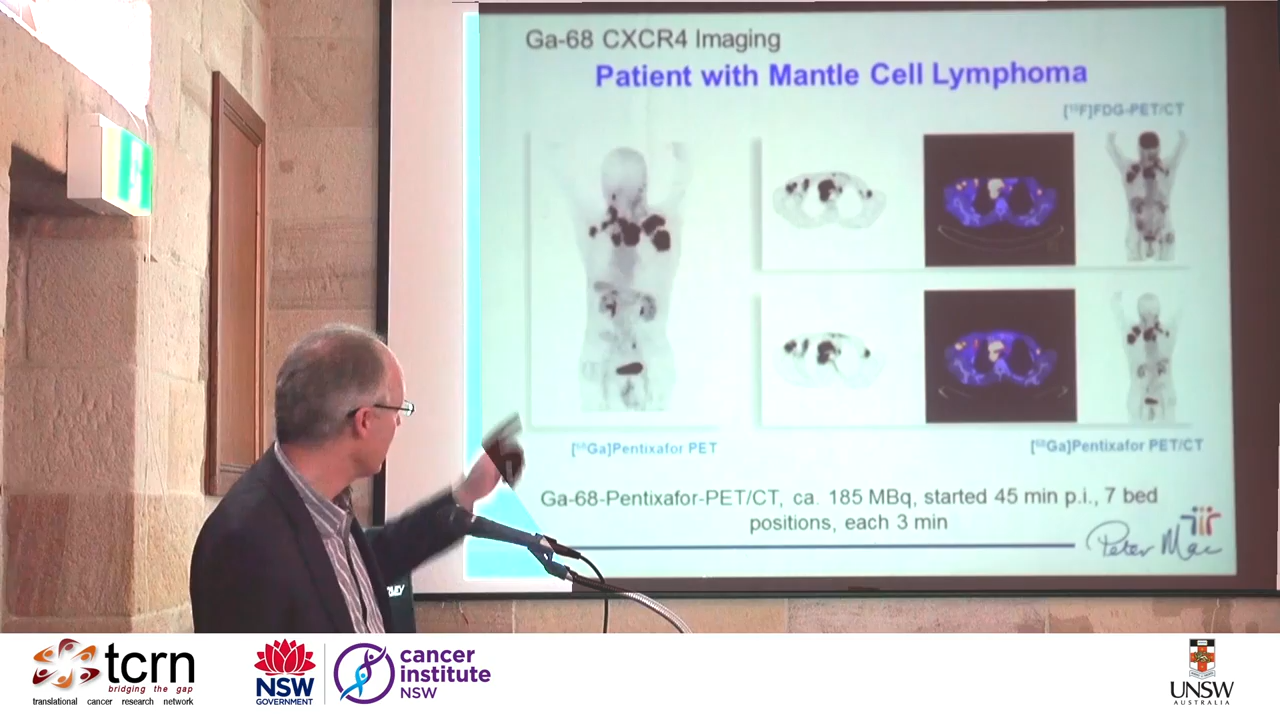 Ga-68 CXCR4 Imaging
Patient with Mantle Cell Lymphoma
[¹⁸F]FDG-PET/CT
[⁶⁸Ga]Pentixafor PET
[⁶⁸Ga]Pentixafor PET/CT
Ga-68-Pentixafor-PET/CT, ca. 185 MBq, started 45 min p.i., 7 bed
positions, each 3 min
Peter Mac
tcrn
bridging the gap
translational cancer research network
NSW
GOVERNMENT
cancer
institute
NSW
UNSW
AUSTRALIA